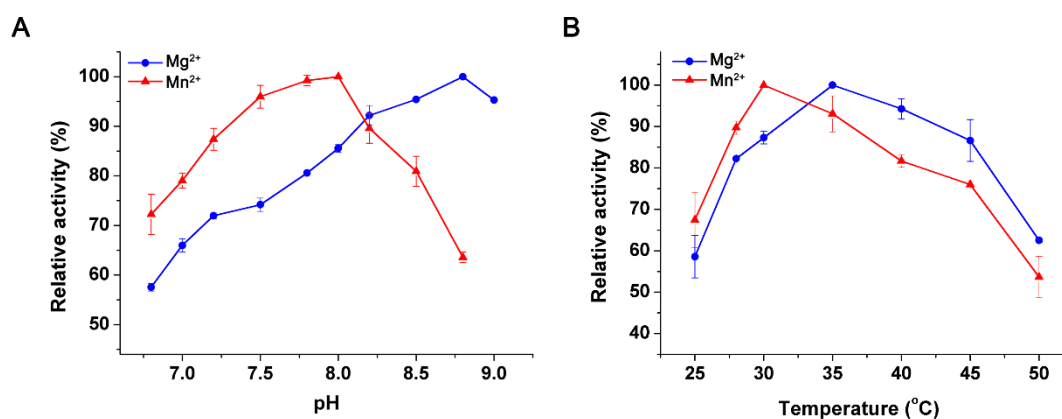 A
Mg²⁺
Mn²⁺
Relative activity (%)
100
90
80
70
60
50
7.0 7.5 8.0 8.5 9.0
pH
B
Mg²⁺
Mn²⁺
Relative activity (%)
100
90
80
70
60
50
40
25 30 35 40 45 50
Temperature (°C)